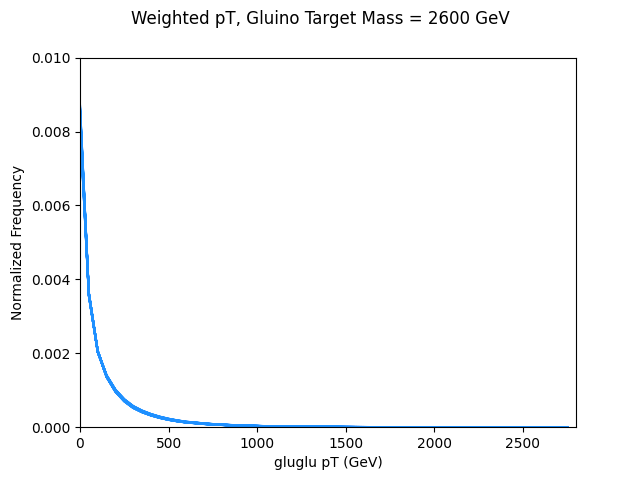 Weighted pT, Gluino Target Mass = 2600 GeV
0.010
0.008
0.006
0.004
0.002
0.000
Normalized Frequency
0 500 1000 1500 2000 2500
gluglu pT (GeV)